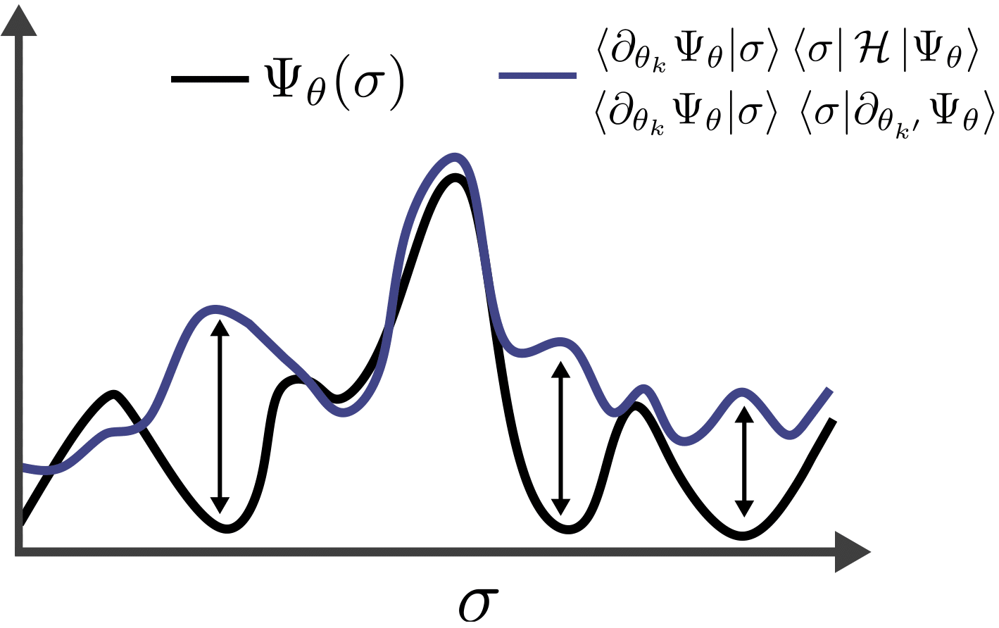 Ψ_θ(σ)
⟨∂_{θ_k} Ψ_θ|σ⟩ ⟨σ| ℋ |Ψ_θ⟩
⟨∂_{θ_k} Ψ_θ|σ⟩ ⟨σ|∂_{θ_{k′}} Ψ_θ⟩
σ